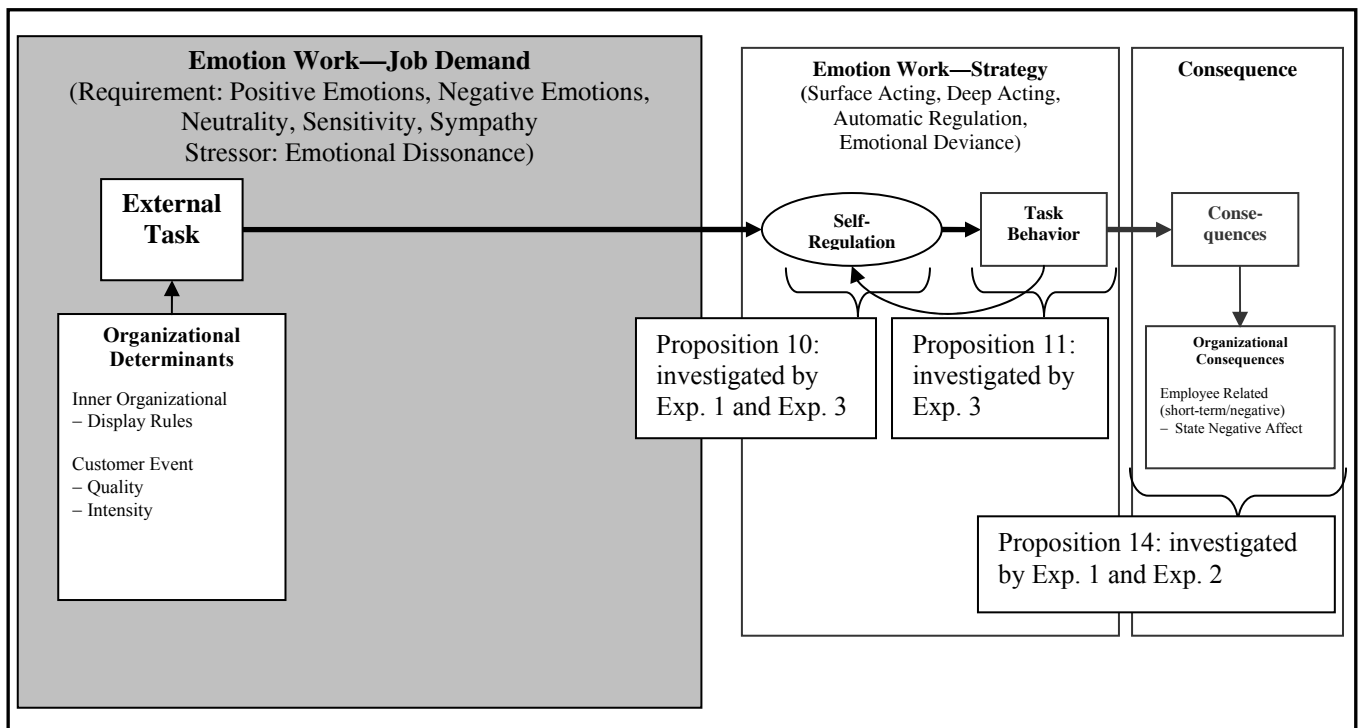 Emotion Work—Job Demand
(Requirement: Positive Emotions, Negative Emotions,
Neutrality, Sensitivity, Sympathy
Stressor: Emotional Dissonance)
External
Task
Organizational
Determinants
Inner Organizational
– Display Rules
Customer Event
– Quality
– Intensity
Emotion Work—Strategy
(Surface Acting, Deep Acting,
Automatic Regulation,
Emotional Deviance)
Self-
Regulation
Task
Behavior
Proposition 10:
investigated by
Exp. 1 and Exp. 3
Proposition 11:
investigated by
Exp. 3
Consequence
Conse-
quences
Organizational
Consequences
Employee Related
(short-term/negative)
– State Negative Affect
Proposition 14: investigated
by Exp. 1 and Exp. 2